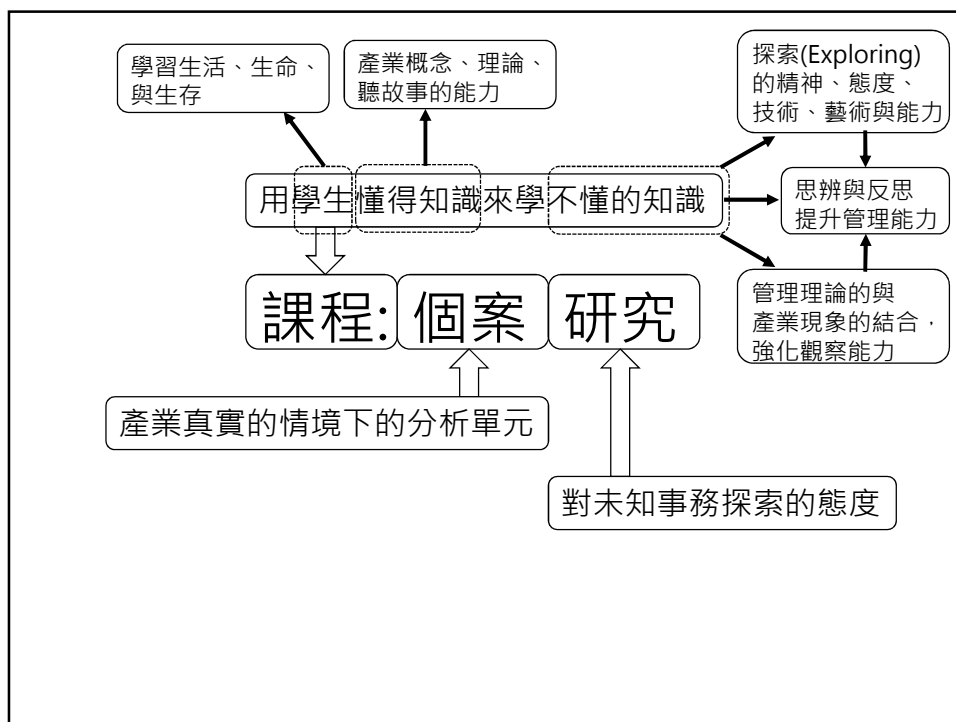 學習生活、生命、
與生存
產業概念、理論、
聽故事的能力
探索(Exploring)
的精神、態度、
技術、藝術與能力
用學生懂得知識來學不懂的知識
思辨與反思
提升管理能力
課程: 個案 研究
管理理論的與
產業現象的結合，
強化觀察能力
產業真實的情境下的分析單元
對未知事務探索的態度